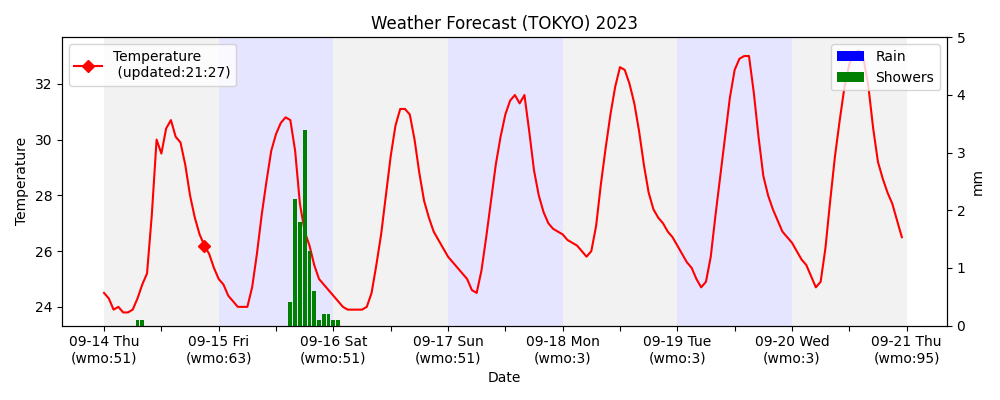 Weather Forecast (TOKYO) 2023
Temperature
(updated:21:27)
Rain
Showers
Temperature
32
30
28
26
24
5
4
3
2
1
0
mm
09-14 Thu 09-15 Fri 09-16 Sat 09-17 Sun 09-18 Mon 09-19 Tue 09-20 Wed 09-21 Thu
(wmo:51) (wmo:63) (wmo:51) (wmo:51) (wmo:3) (wmo:3) (wmo:3) (wmo:95)
Date